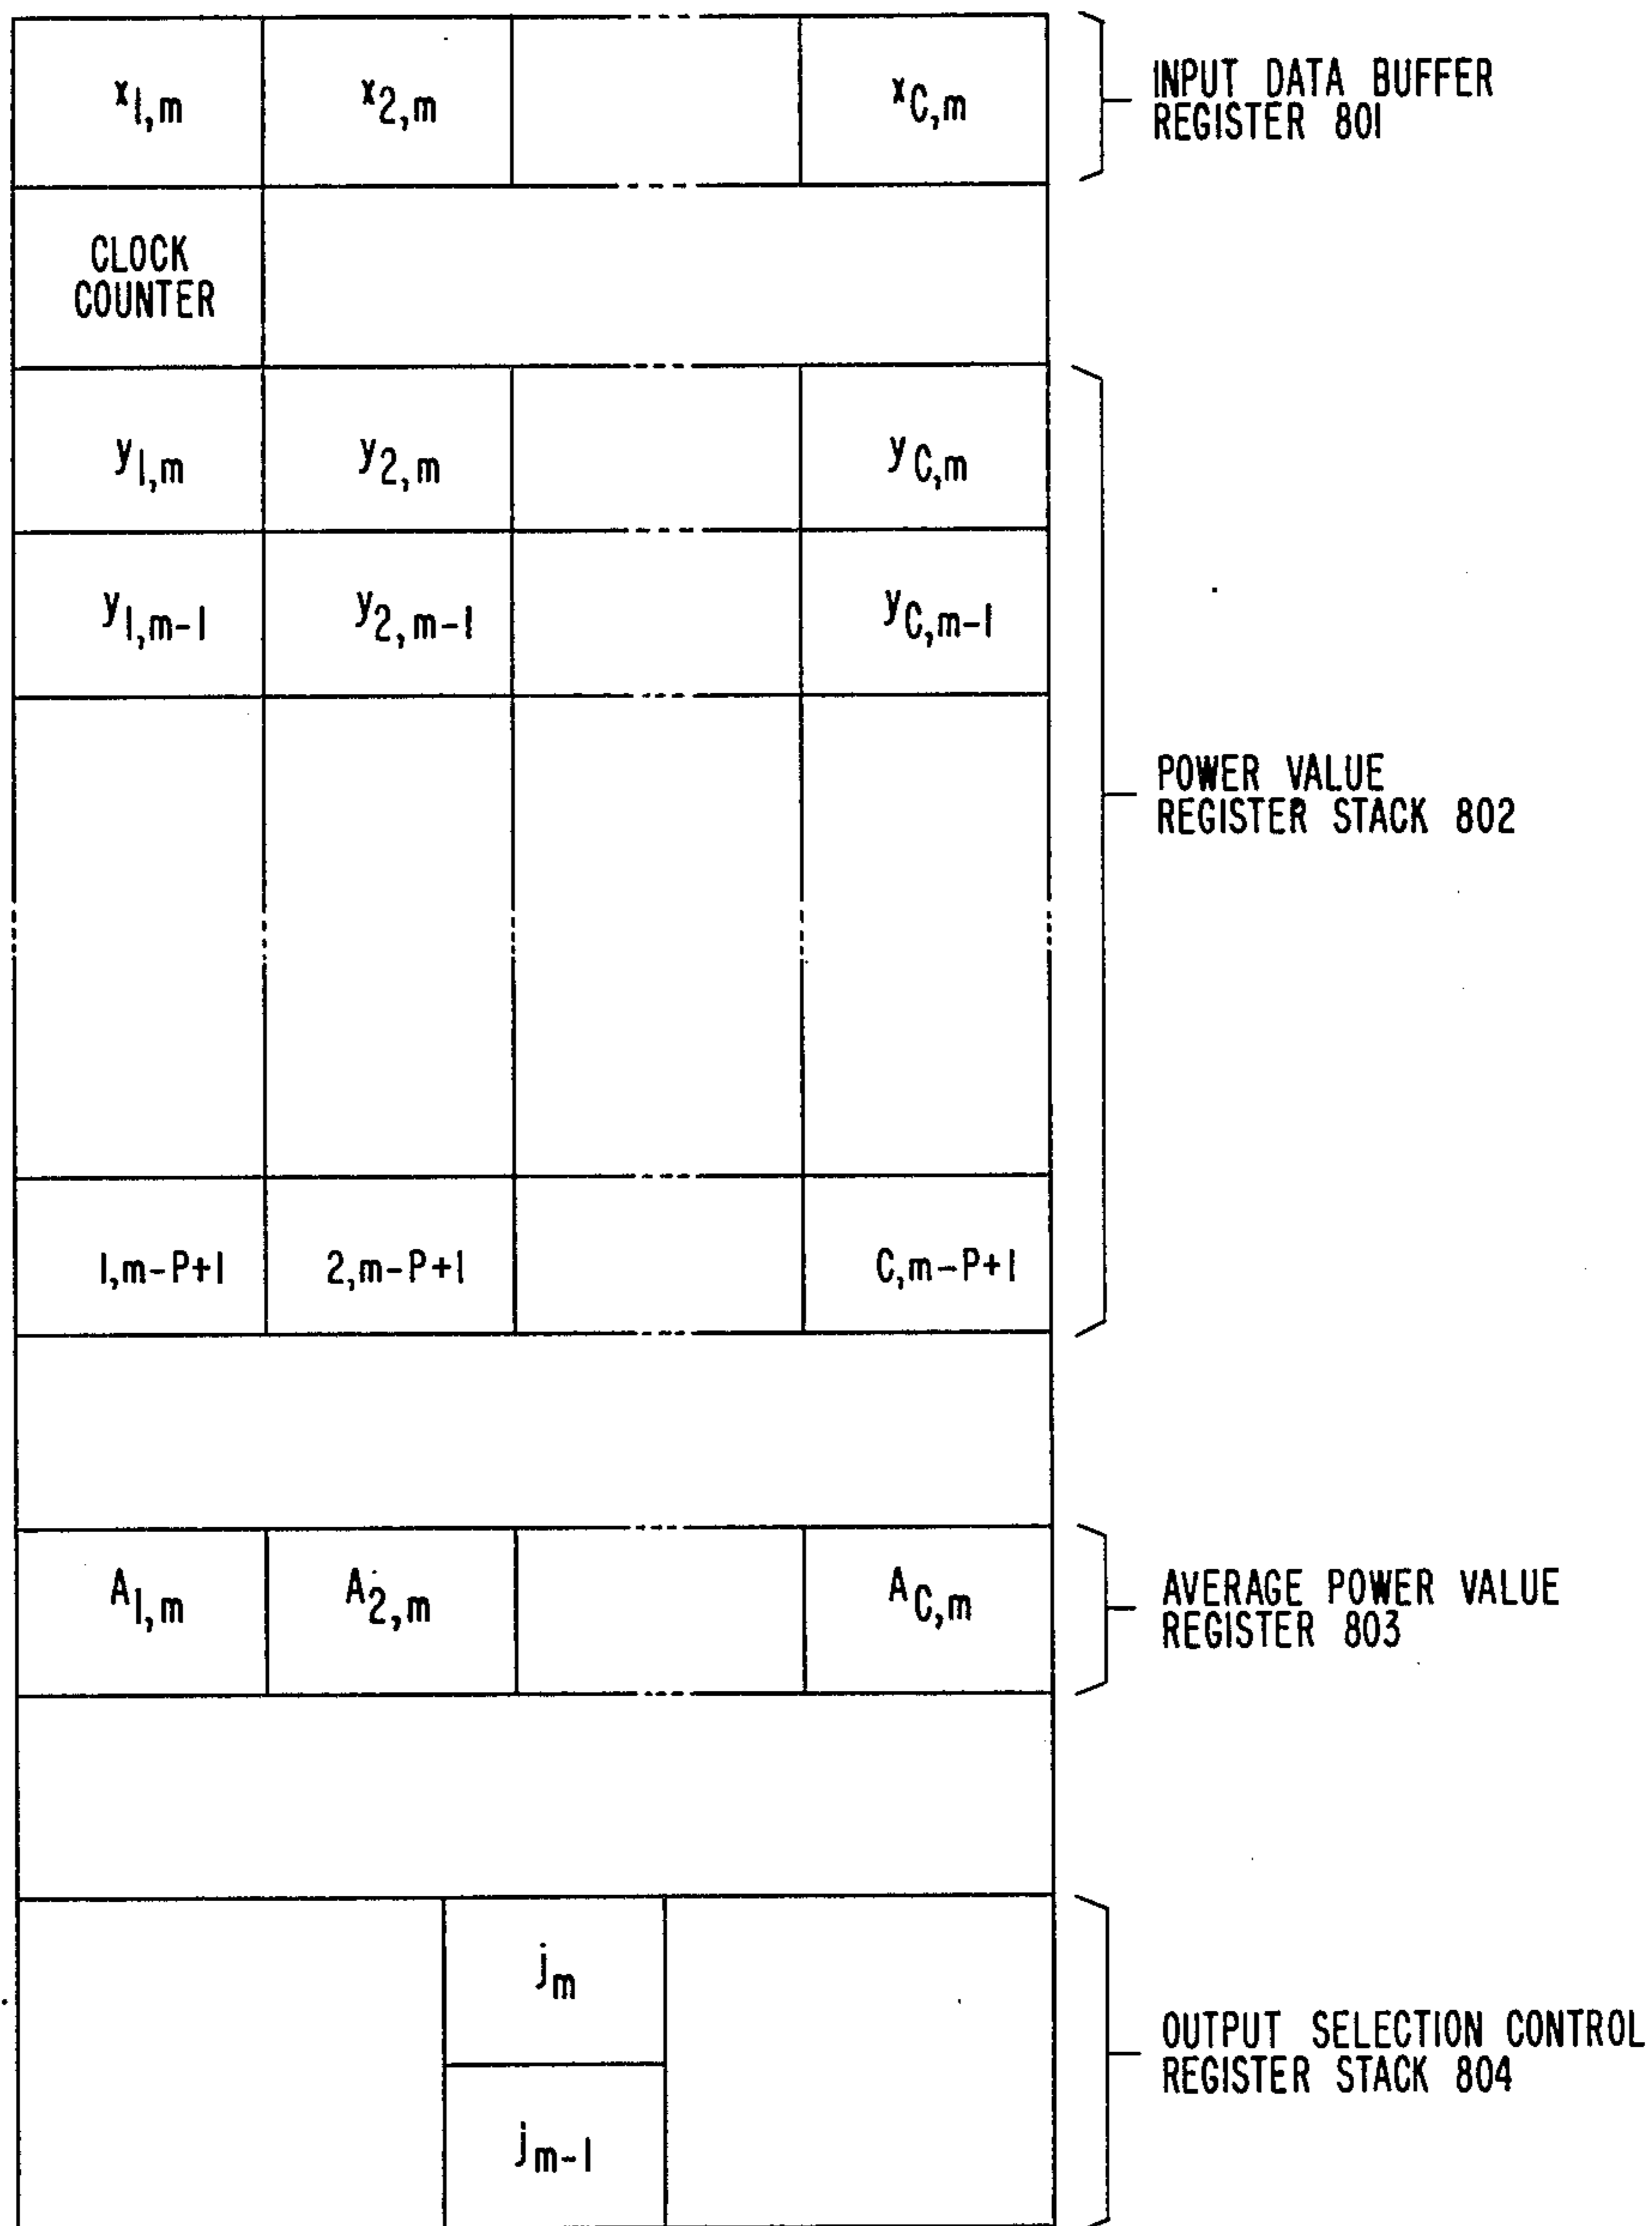 x1,m x2,m xC,m
INPUT DATA BUFFER
REGISTER 801
CLOCK
COUNTER
y1,m y2,m yC,m
y1,m-1 y2,m-1 yC,m-1
POWER VALUE
REGISTER STACK 802
1,m-P+1 2,m-P+1 C,m-P+1
A1,m A2,m AC,m
AVERAGE POWER VALUE
REGISTER 803
jm
OUTPUT SELECTION CONTROL
REGISTER STACK 804
jm-1